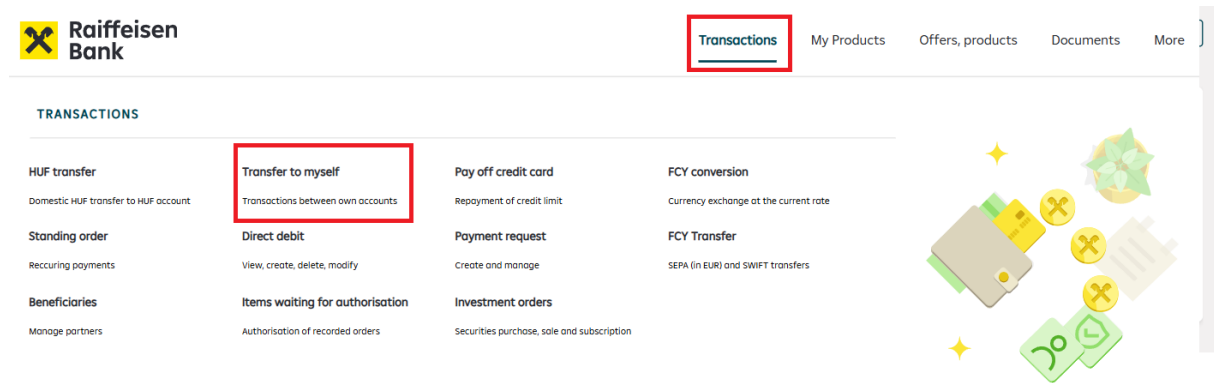 Raiffeisen
Bank
Transactions
My Products
Offers, products
Documents
More
TRANSACTIONS
HUF transfer
Domestic HUF transfer to HUF account
Transfer to myself
Transactions between own accounts
Pay off credit card
Repayment of credit limit
FCY conversion
Currency exchange at the current rate
Standing order
Reccuring payments
Direct debit
View, create, delete, modify
Payment request
Create and manage
FCY Transfer
SEPA (in EUR) and SWIFT transfers
Beneficiaries
Manage partners
Items waiting for authorisation
Authorisation of recorded orders
Investment orders
Securities purchase, sale and subscription